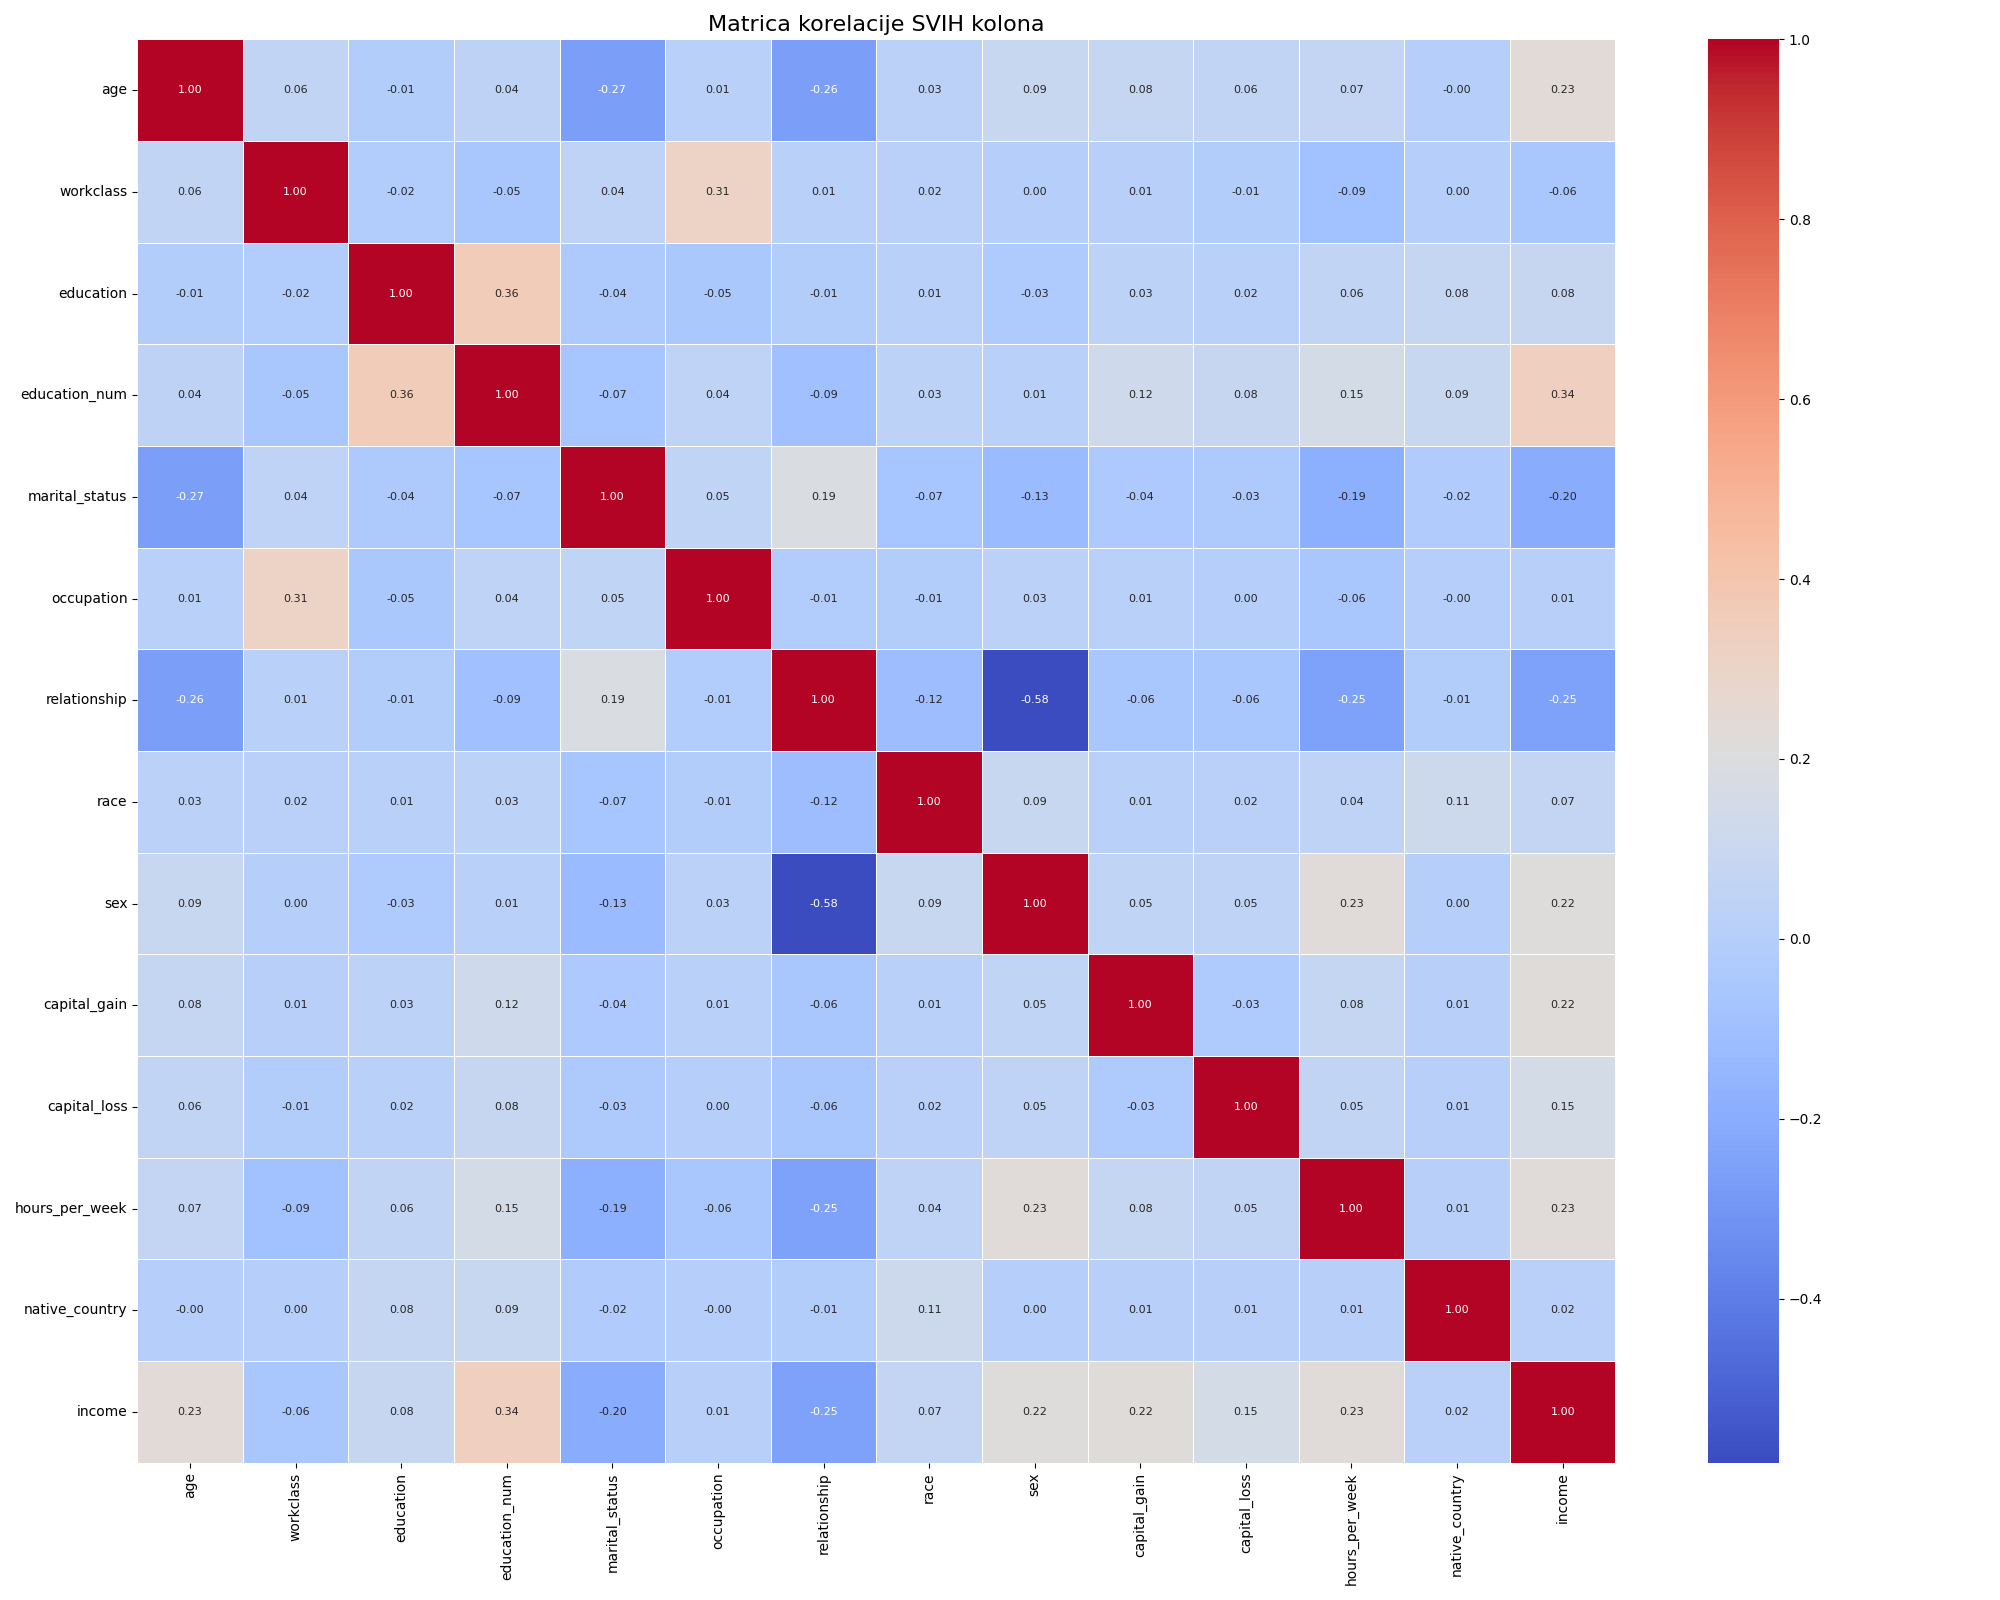 Matrica korelacije SVIH kolona
age 1.00 0.06 -0.01 0.04 -0.27 0.01 -0.26 0.03 0.09 0.08 0.06 0.07 -0.00 0.23
workclass 0.06 1.00 -0.02 -0.05 0.04 0.31 0.01 0.02 0.00 0.01 -0.01 -0.09 0.00 -0.06
education -0.01 -0.02 1.00 0.36 -0.04 -0.05 -0.01 0.01 -0.03 0.03 0.02 0.06 0.08 0.08
education_num 0.04 -0.05 0.36 1.00 -0.07 0.04 -0.09 0.03 0.01 0.12 0.08 0.15 0.09 0.34
marital_status -0.27 0.04 -0.04 -0.07 1.00 0.05 0.19 -0.07 -0.13 -0.04 -0.03 -0.19 -0.02 -0.20
occupation 0.01 0.31 -0.05 0.04 0.05 1.00 -0.01 -0.01 0.03 0.01 0.00 -0.06 -0.00 0.01
relationship -0.26 0.01 -0.01 -0.09 0.19 -0.01 1.00 -0.12 -0.58 -0.06 -0.06 -0.25 -0.01 -0.25
race 0.03 0.02 0.01 0.03 -0.07 -0.01 -0.12 1.00 0.09 0.01 0.02 0.04 0.11 0.07
sex 0.09 0.00 -0.03 0.01 -0.13 0.03 -0.58 0.09 1.00 0.05 0.05 0.23 0.00 0.22
capital_gain 0.08 0.01 0.03 0.12 -0.04 0.01 -0.06 0.01 0.05 1.00 -0.03 0.08 0.01 0.22
capital_loss 0.06 -0.01 0.02 0.08 -0.03 0.00 -0.06 0.02 0.05 -0.03 1.00 0.05 0.01 0.15
hours_per_week 0.07 -0.09 0.06 0.15 -0.19 -0.06 -0.25 0.04 0.23 0.08 0.05 1.00 0.01 0.23
native_country -0.00 0.00 0.08 0.09 -0.02 -0.00 -0.01 0.11 0.00 0.01 0.01 0.01 1.00 0.02
income 0.23 -0.06 0.08 0.34 -0.20 0.01 -0.25 0.07 0.22 0.22 0.15 0.23 0.02 1.00
age
workclass
education
education_num
marital_status
occupation
relationship
race
sex
capital_gain
capital_loss
hours_per_week
native_country
income
1.0
0.8
0.6
0.4
0.2
0.0
−0.2
−0.4